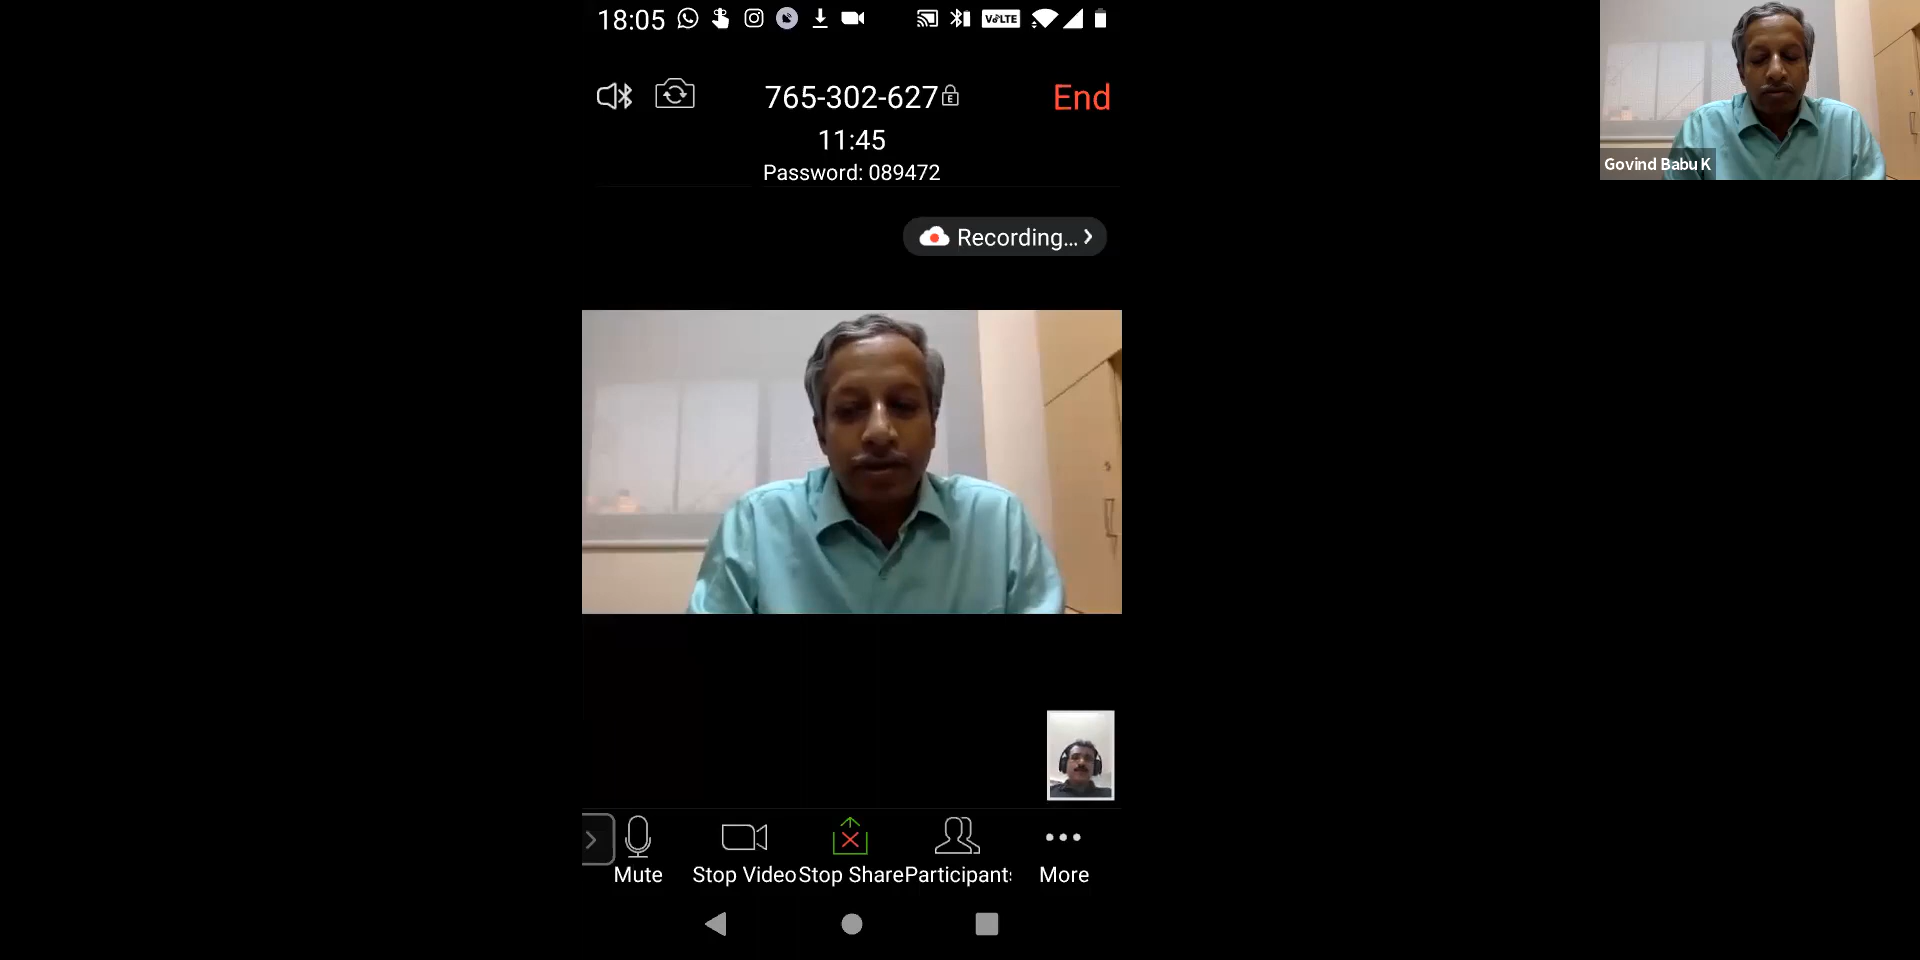 18:05 VoLTE
765-302-627 E
End
11:45
Password: 089472
Recording...
Govind Babu K
Mute
Stop Video
Stop Share
Participants
More